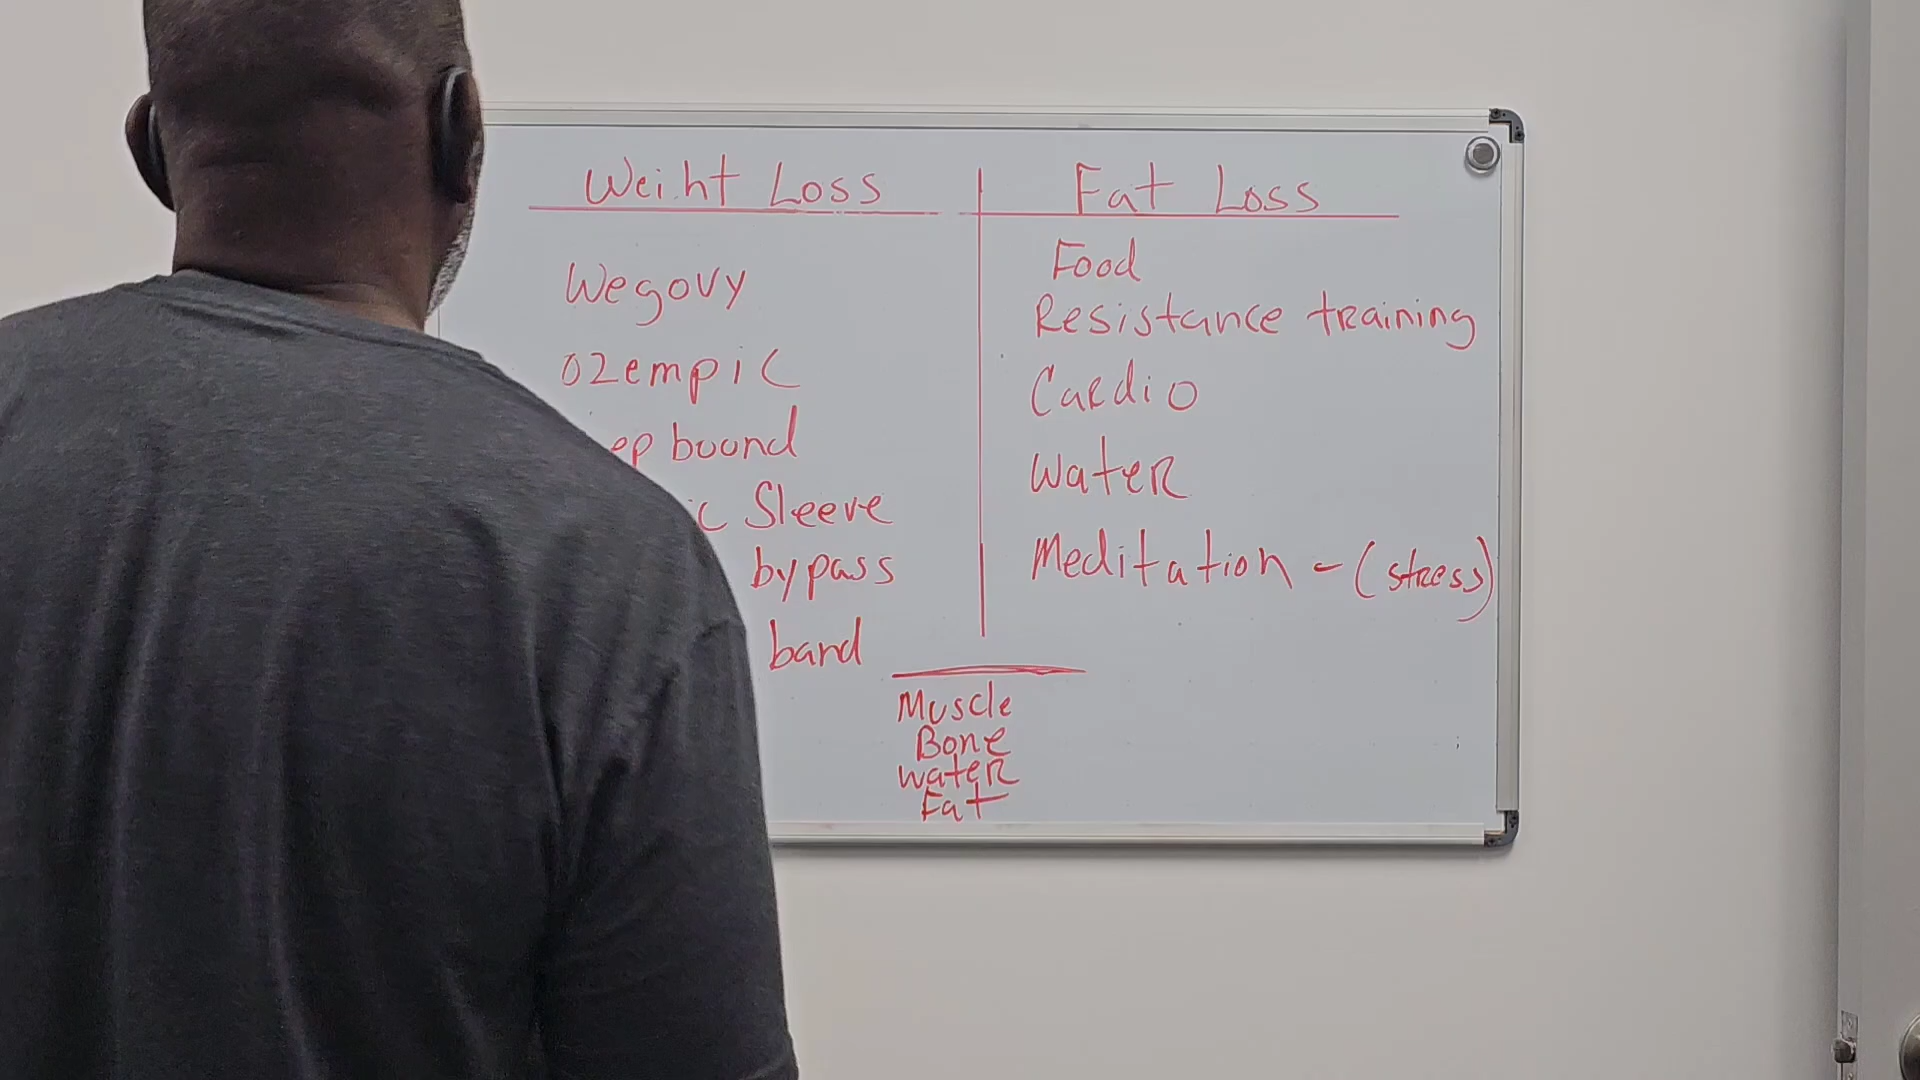 Weiht Loss
Wegovy
Ozempic
epbound
c Sleeve
bypass
band
Fat Loss
Food
Resistance training
Cardio
Water
Meditation - (stress)
Muscle
Bone
Water
Fat